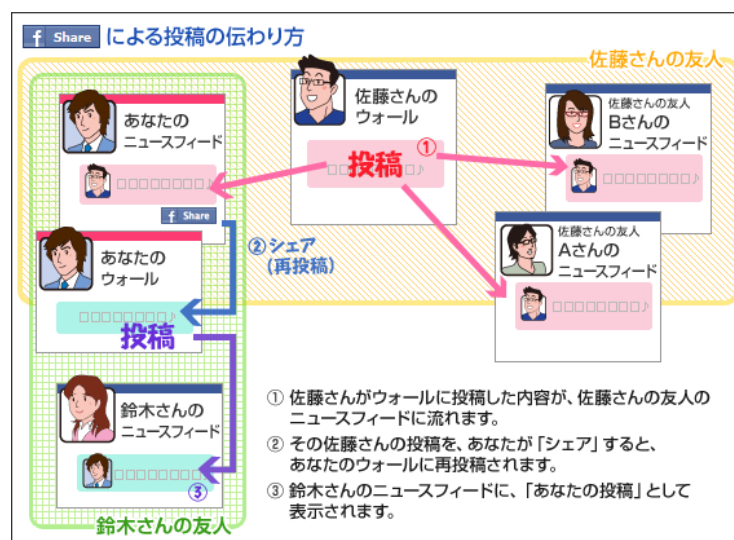 f Share による投稿の伝わり方
佐藤さんの友人
あなたの
ニュースフィード
□□□□□□□□♪
f Share
佐藤さんの
ウォール
□□□□□□□□♪
投稿
①
佐藤さんの友人
Bさんの
ニュースフィード
□□□□□□□□♪
佐藤さんの友人
Aさんの
ニュースフィード
□□□□□□□□♪
②シェア
(再投稿)
あなたの
ウォール
□□□□□□□□♪
投稿
鈴木さんの
ニュースフィード
□□□□□□□□♪
③
鈴木さんの友人
① 佐藤さんがウォールに投稿した内容が、佐藤さんの友人の
ニュースフィードに流れます。
② その佐藤さんの投稿を、あなたが「シェア」すると、
あなたのウォールに再投稿されます。
③ 鈴木さんのニュースフィードに、「あなたの投稿」として
表示されます。